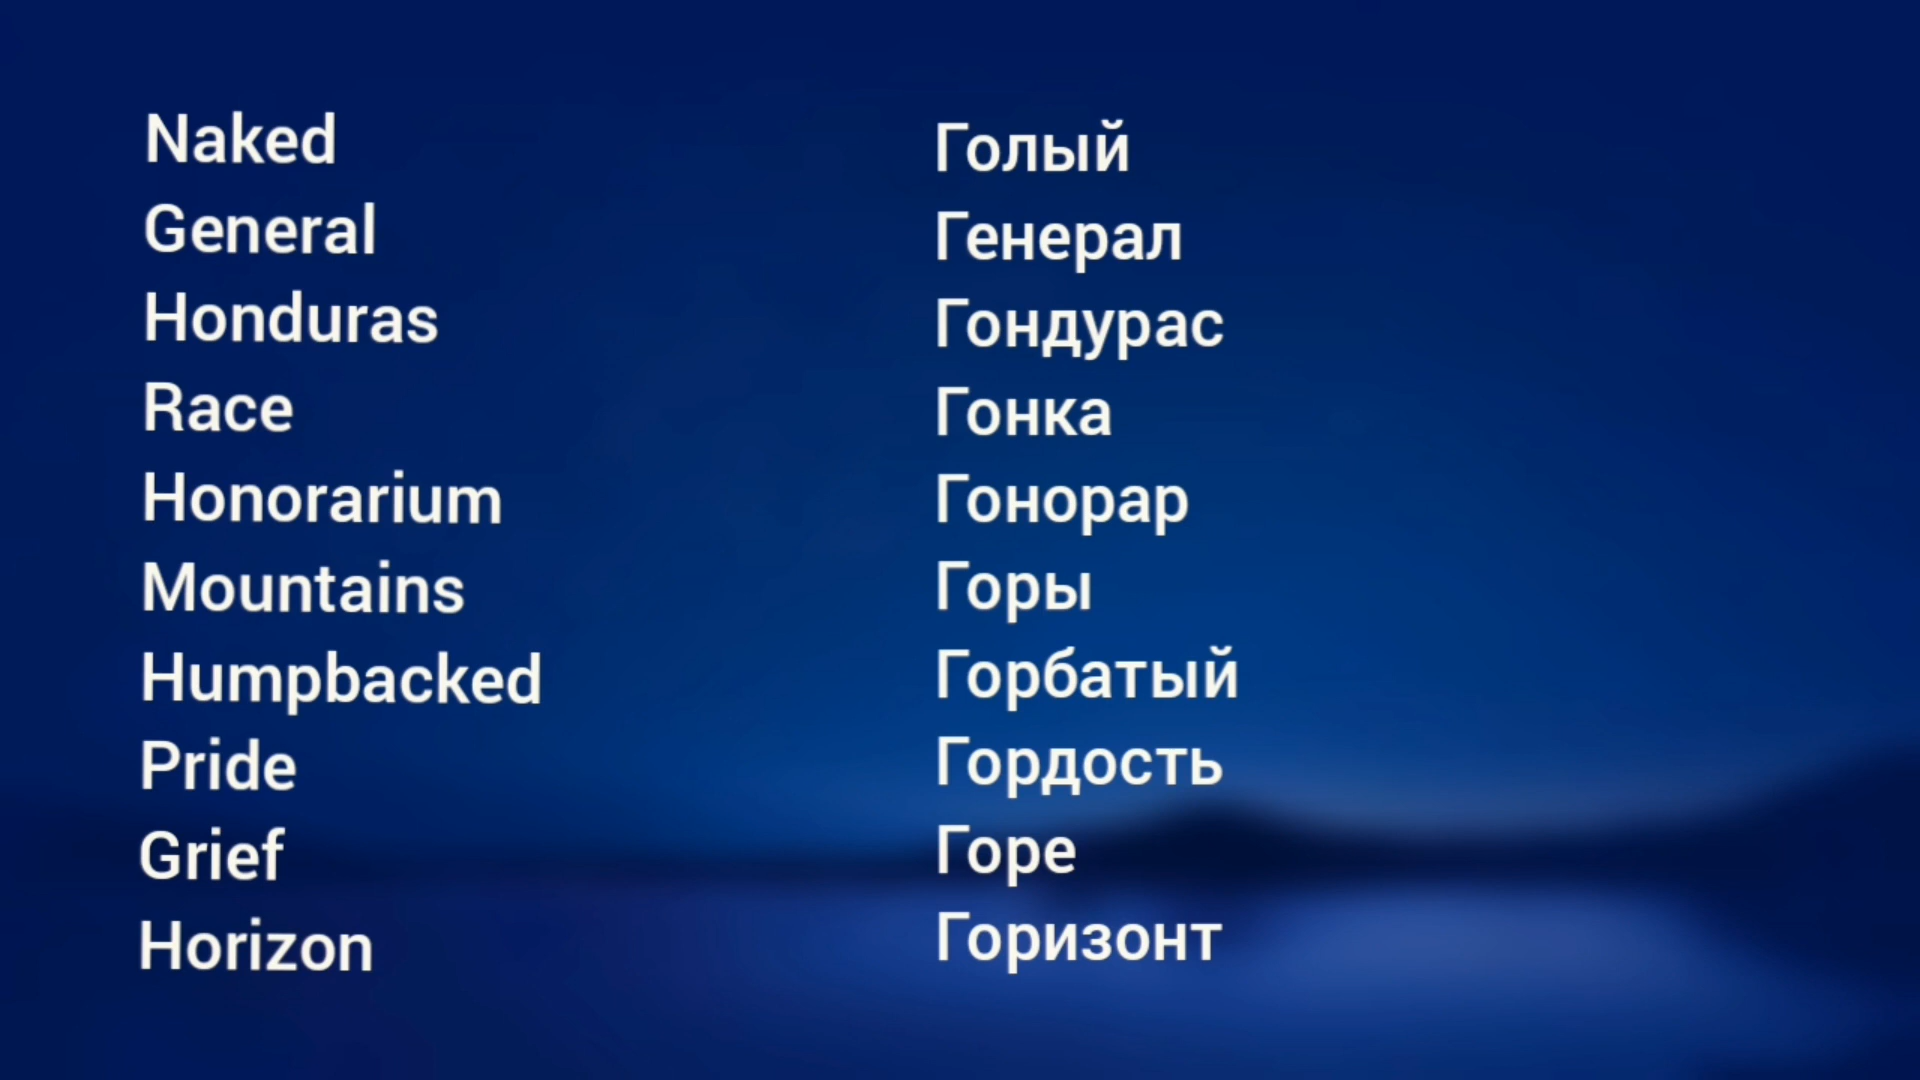 Naked
General
Honduras
Race
Honorarium
Mountains
Humpbacked
Pride
Grief
Horizon
Голый
Генерал
Гондурас
Гонка
Гонорар
Горы
Горбатый
Гордость
Горе
Горизонт